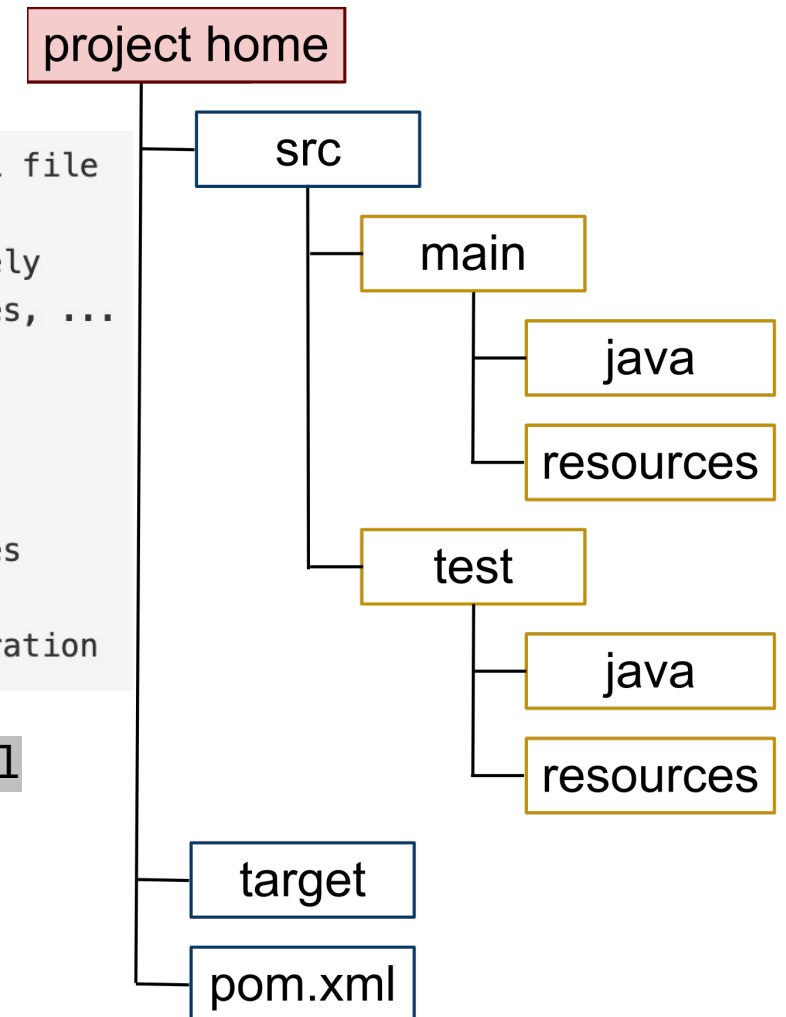 project home
src
file
main
ely
es, ...
java
resources
es
test
ration
java
l
resources
target
pom.xml